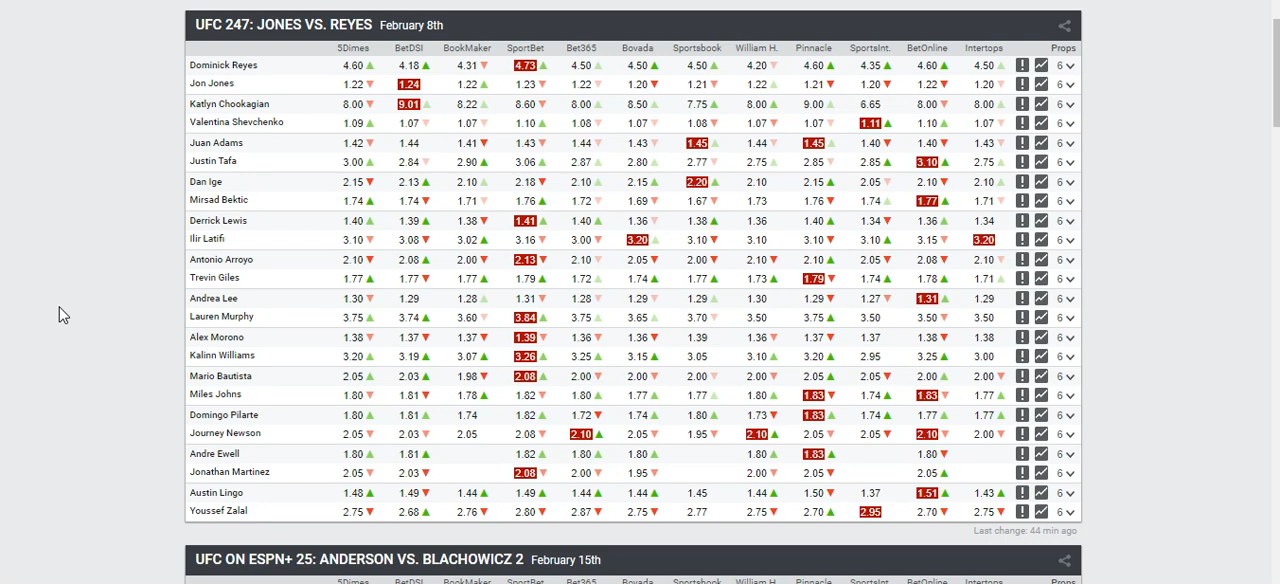 UFC 247: JONES VS. REYES February 8th
5Dimes BetDSI BookMaker SportBet Bet365 Bovada Sportsbook William H. Pinnacle SportsInt. BetOnline Intertops Props
Dominick Reyes 4.60 4.18 4.31 4.73 4.50 4.50 4.50 4.20 4.60 4.35 4.60 4.50 6
Jon Jones 1.22 1.24 1.22 1.23 1.22 1.20 1.21 1.22 1.21 1.20 1.22 1.20 6
Katlyn Chookagian 8.00 9.01 8.22 8.60 8.00 8.50 7.75 8.00 9.00 6.65 8.00 8.00 6
Valentina Shevchenko 1.09 1.07 1.07 1.10 1.08 1.07 1.08 1.07 1.07 1.11 1.10 1.07 6
Juan Adams 1.42 1.44 1.41 1.43 1.44 1.43 1.45 1.44 1.45 1.40 1.40 1.43 6
Justin Tafa 3.00 2.84 2.90 3.06 2.87 2.80 2.77 2.75 2.85 2.85 3.10 2.75 6
Dan Ige 2.15 2.13 2.10 2.18 2.10 2.15 2.20 2.10 2.15 2.05 2.10 2.10 6
Mirsad Bektic 1.74 1.74 1.71 1.76 1.72 1.69 1.67 1.73 1.76 1.74 1.77 1.71 6
Derrick Lewis 1.40 1.39 1.38 1.41 1.40 1.36 1.38 1.36 1.40 1.34 1.36 1.34 6
Ilir Latifi 3.10 3.08 3.02 3.16 3.00 3.20 3.10 3.10 3.10 3.10 3.15 3.20 6
Antonio Arroyo 2.10 2.08 2.00 2.13 2.10 2.05 2.00 2.10 2.10 2.05 2.08 2.10 6
Trevin Giles 1.77 1.77 1.77 1.79 1.72 1.74 1.77 1.73 1.79 1.74 1.78 1.71 6
Andrea Lee 1.30 1.29 1.28 1.31 1.28 1.29 1.29 1.30 1.29 1.27 1.31 1.29 6
Lauren Murphy 3.75 3.74 3.60 3.84 3.75 3.65 3.70 3.50 3.75 3.50 3.50 3.50 6
Alex Morono 1.38 1.37 1.37 1.39 1.36 1.36 1.39 1.36 1.37 1.37 1.38 1.38 6
Kalinn Williams 3.20 3.19 3.07 3.26 3.25 3.15 3.05 3.10 3.20 2.95 3.25 3.00 6
Mario Bautista 2.05 2.03 1.98 2.08 2.00 2.00 2.00 2.00 2.05 2.05 2.00 2.00 6
Miles Johns 1.80 1.81 1.78 1.82 1.80 1.77 1.77 1.80 1.83 1.74 1.83 1.77 6
Domingo Pilarte 1.80 1.81 1.74 1.82 1.72 1.74 1.80 1.73 1.83 1.74 1.77 1.77 6
Journey Newson 2.05 2.03 2.05 2.08 2.10 2.05 1.95 2.10 2.05 2.05 2.10 2.00 6
Andre Ewell 1.80 1.81 1.82 1.80 1.80 1.80 1.83 1.80 6
Jonathan Martinez 2.05 2.03 2.08 2.00 1.95 2.00 2.05 2.05 6
Austin Lingo 1.48 1.49 1.44 1.49 1.44 1.44 1.45 1.44 1.50 1.37 1.51 1.43 6
Youssef Zalal 2.75 2.68 2.76 2.80 2.87 2.75 2.77 2.75 2.70 2.95 2.70 2.75 6
Last change: 44 min ago
UFC ON ESPN+ 25: ANDERSON VS. BLACHOWICZ 2 February 15th
5Dimes BetDSI BookMaker SportBet Bet365 Bovada Sportsbook William H. Pinnacle SportsInt. BetOnline Intertops Props